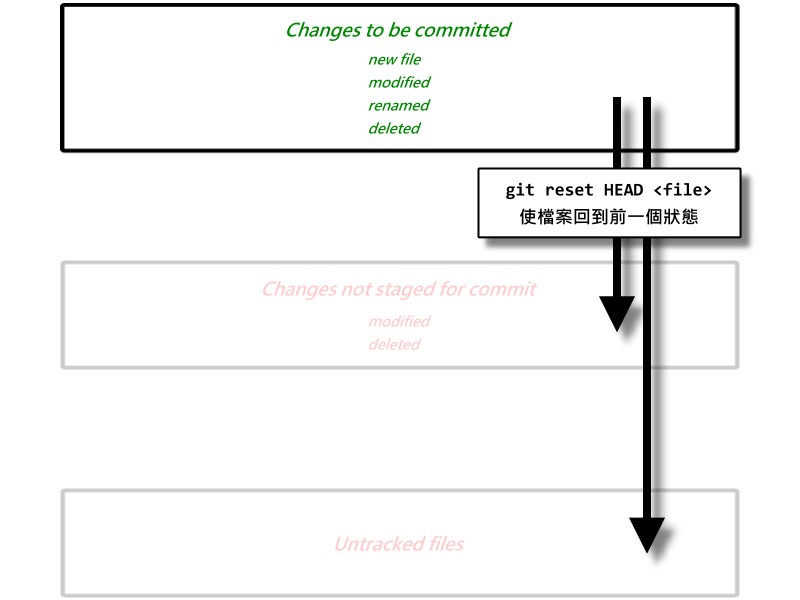 Changes to be committed
new file
modified
renamed
deleted
git reset HEAD <file>
使檔案回到前一個狀態
Changes not staged for commit
modified
deleted
Untracked files